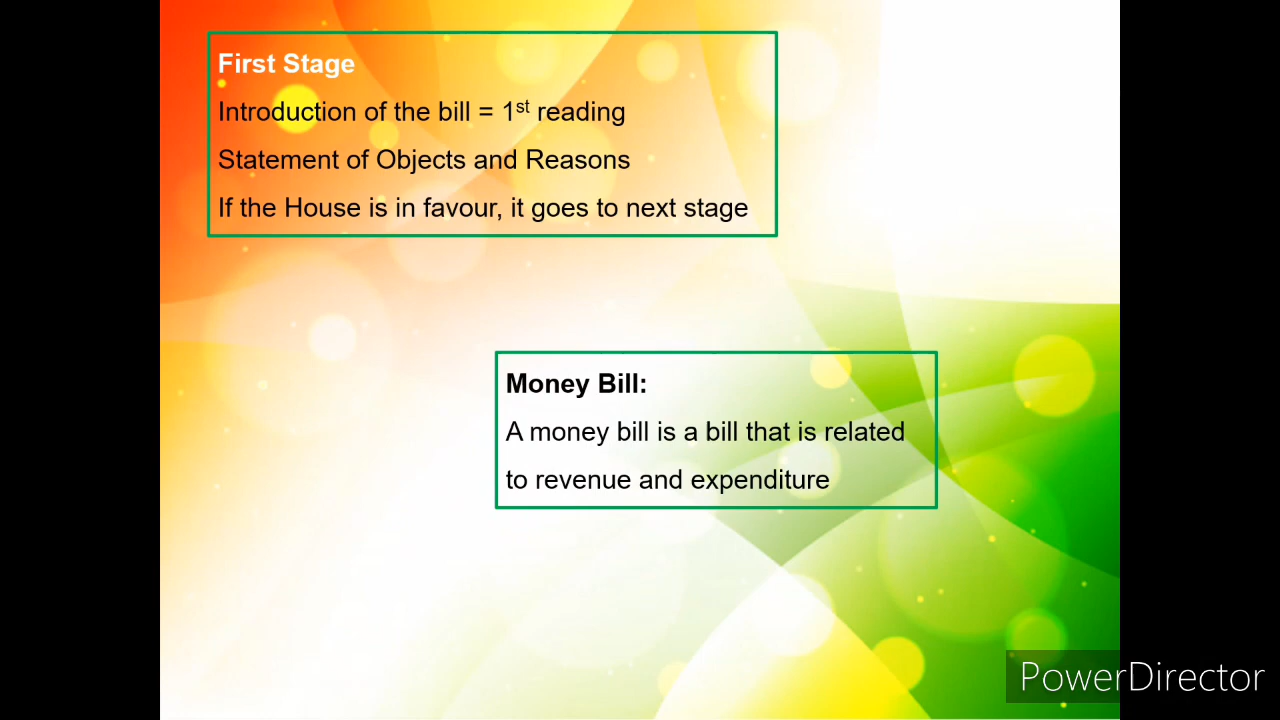 First Stage
Introduction of the bill = 1st reading
Statement of Objects and Reasons
If the House is in favour, it goes to next stage
Money Bill:
A money bill is a bill that is related
to revenue and expenditure
PowerDirector